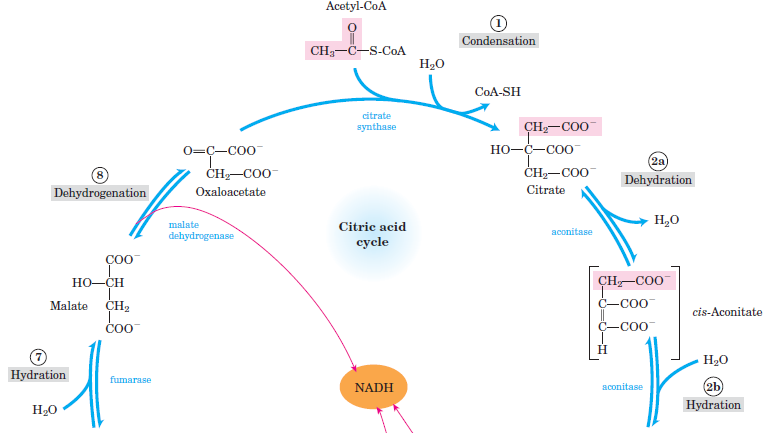 Acetyl-CoA
O
CH₃—C—S-CoA
1
Condensation
H₂O
CoA-SH
citrate
synthase
CH₂—COO⁻
HO—C—COO⁻
CH₂—COO⁻
Citrate
O=C—COO⁻
CH₂—COO⁻
Oxaloacetate
8
Dehydrogenation
malate
dehydrogenase
Citric acid
cycle
2a
Dehydration
H₂O
aconitase
COO⁻
HO—CH
Malate CH₂
COO⁻
CH₂—COO⁻
C—COO⁻
C—COO⁻
H
cis-Aconitate
7
Hydration
fumarase
H₂O
NADH
aconitase
H₂O
2b
Hydration